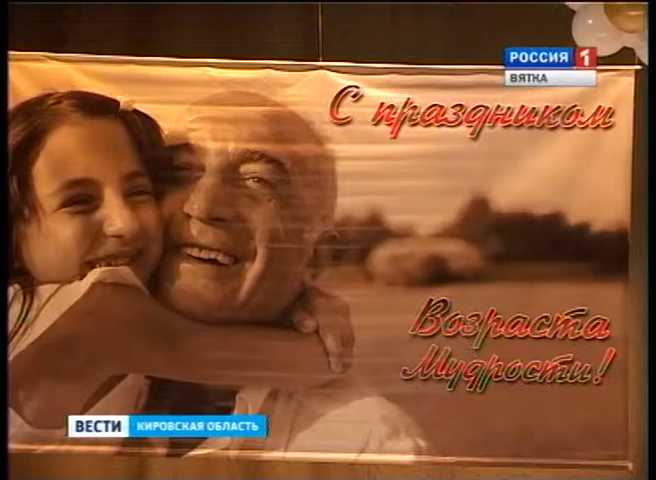 РОССИЯ 1
ВЯТКА
С праздником
Возраста
Мудрости!
ВЕСТИ КИРОВСКАЯ ОБЛАСТЬ